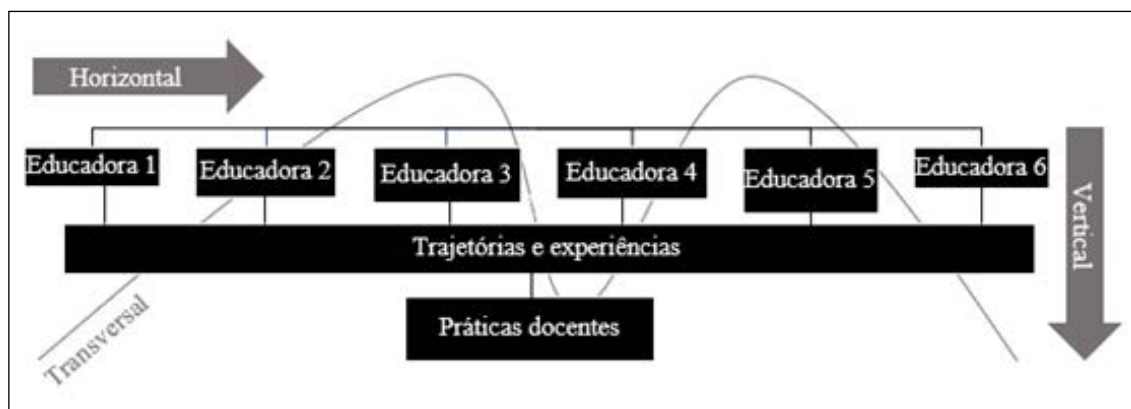 Horizontal
Educadora 1
Educadora 2
Educadora 3
Educadora 4
Educadora 5
Educadora 6
Trajetórias e experiências
Práticas docentes
Transversal
Vertical